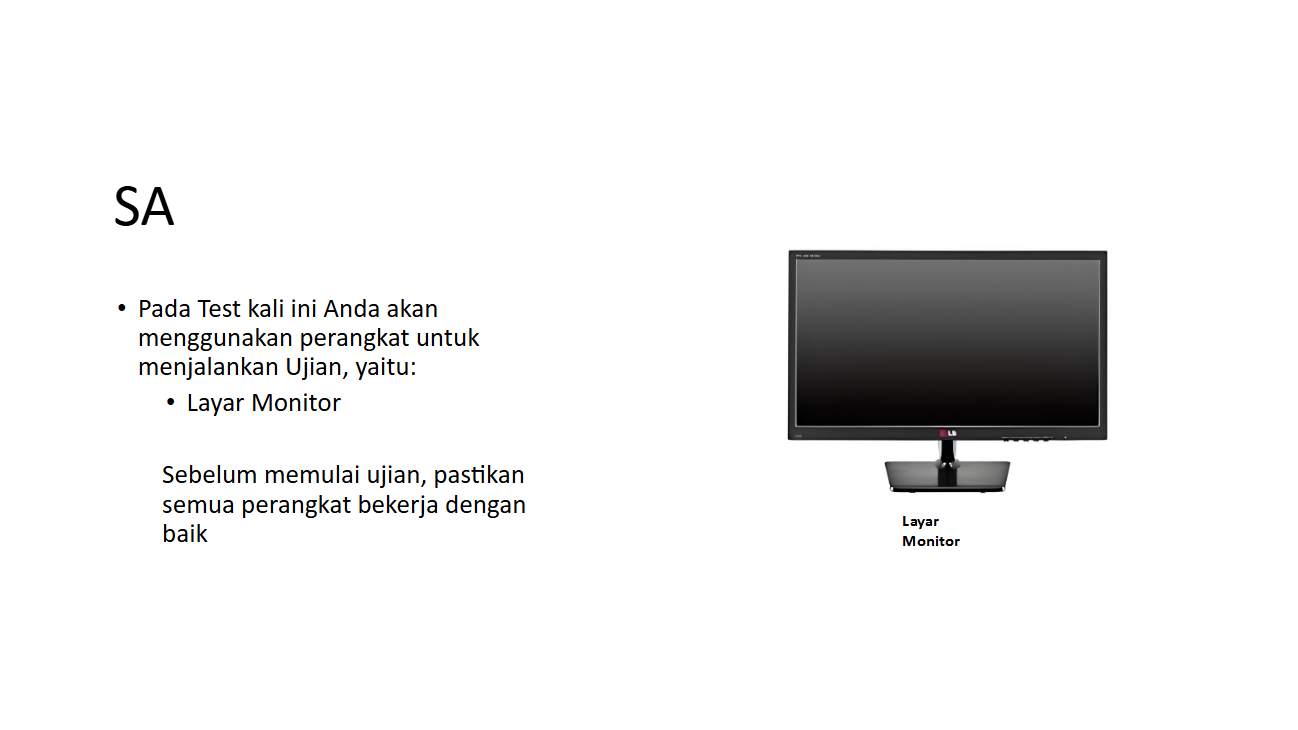 SA
• Pada Test kali ini Anda akan
menggunakan perangkat untuk
menjalankan Ujian, yaitu:
• Layar Monitor
Sebelum memulai ujian, pastikan
semua perangkat bekerja dengan
baik
LG
Layar
Monitor